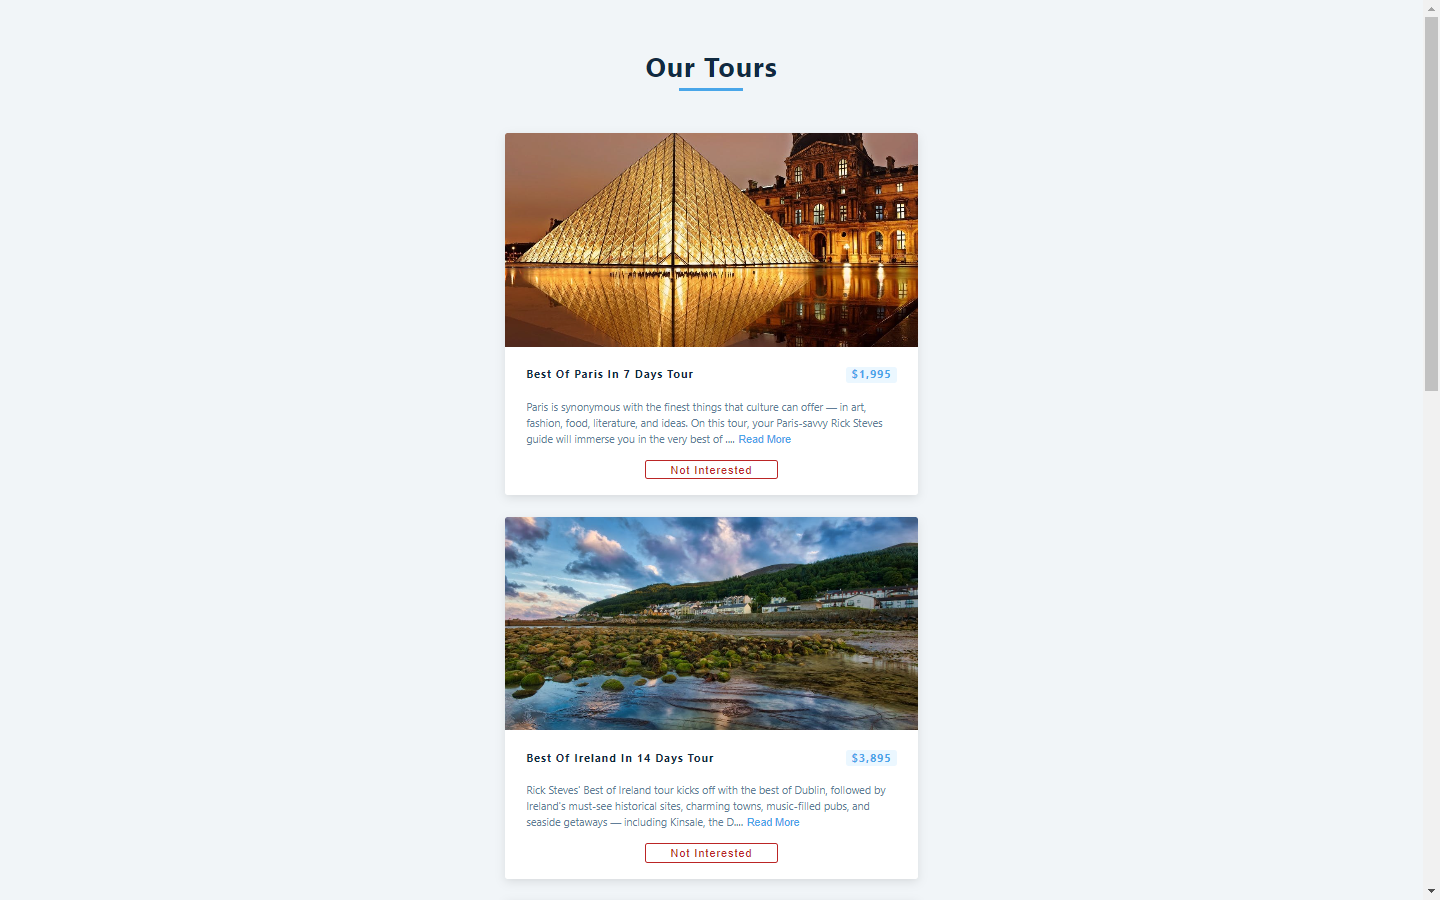 Our Tours
Best Of Paris In 7 Days Tour
$1,995
Paris is synonymous with the finest things that culture can offer — in art,
fashion, food, literature, and ideas. On this tour, your Paris-savvy Rick Steves
guide will immerse you in the very best of .... Read More
Not Interested
Best Of Ireland In 14 Days Tour
$3,895
Rick Steves' Best of Ireland tour kicks off with the best of Dublin, followed by
Ireland's must-see historical sites, charming towns, music-filled pubs, and
seaside getaways — including Kinsale, the D.... Read More
Not Interested